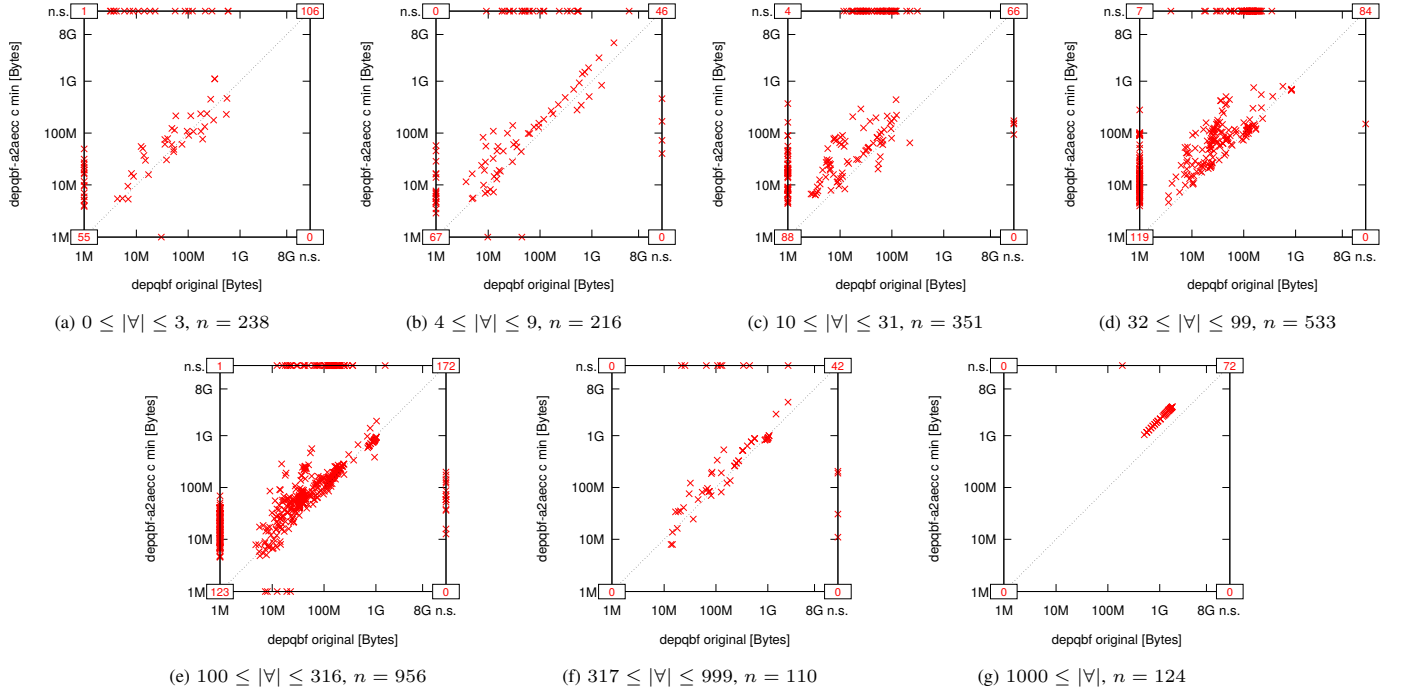 n.s.
8G
1G
100M
10M
1M
1
106
55
0
1M
10M
100M
1G
8G n.s.
depqbf-a2aecc c min [Bytes]
depqbf original [Bytes]
(a) 0 ≤ |∀| ≤ 3, n = 238
n.s.
8G
1G
100M
10M
1M
0
46
67
0
1M
10M
100M
1G
8G n.s.
depqbf-a2aecc c min [Bytes]
depqbf original [Bytes]
(b) 4 ≤ |∀| ≤ 9, n = 216
n.s.
8G
1G
100M
10M
1M
4
66
88
0
1M
10M
100M
1G
8G n.s.
depqbf-a2aecc c min [Bytes]
depqbf original [Bytes]
(c) 10 ≤ |∀| ≤ 31, n = 351
n.s.
8G
1G
100M
10M
1M
7
84
119
0
1M
10M
100M
1G
8G n.s.
depqbf-a2aecc c min [Bytes]
depqbf original [Bytes]
(d) 32 ≤ |∀| ≤ 99, n = 533
n.s.
8G
1G
100M
10M
1M
1
172
123
0
1M
10M
100M
1G
8G n.s.
depqbf-a2aecc c min [Bytes]
depqbf original [Bytes]
(e) 100 ≤ |∀| ≤ 316, n = 956
n.s.
8G
1G
100M
10M
1M
0
42
0
0
1M
10M
100M
1G
8G n.s.
depqbf-a2aecc c min [Bytes]
depqbf original [Bytes]
(f) 317 ≤ |∀| ≤ 999, n = 110
n.s.
8G
1G
100M
10M
1M
0
72
0
0
1M
10M
100M
1G
8G n.s.
depqbf-a2aecc c min [Bytes]
depqbf original [Bytes]
(g) 1000 ≤ |∀|, n = 124